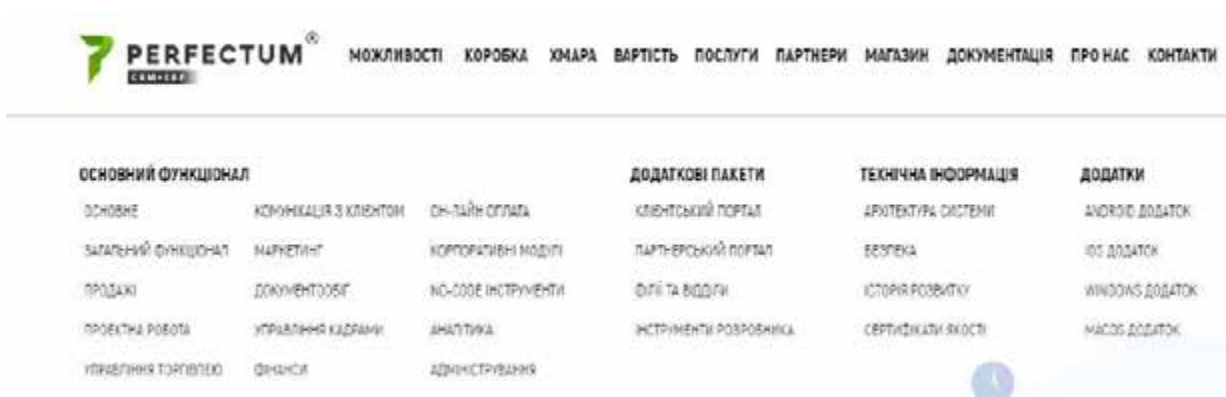 PERFECTUM®
CRM+ERP
МОЖЛИВОСТІ КОРОБКА ХМАРА ВАРТІСТЬ ПОСЛУГИ ПАРТНЕРИ МАГАЗИН ДОКУМЕНТАЦІЯ ПРО НАС КОНТАКТИ
ОСНОВНИЙ ФУНКЦІОНАЛ ДОДАТКОВІ ПАКЕТИ ТЕХНІЧНА ІНФОРМАЦІЯ ДОДАТКИ
ОСНОВНЕ КОМУНІКАЦІЯ З КЛІЄНТОМ ОН-ЛАЙН ОПЛАТА КЛІЄНТСЬКИЙ ПОРТАЛ АРХІТЕКТУРА СИСТЕМИ ANDROID ДОДАТОК
ЗАГАЛЬНИЙ ФУНКЦІОНАЛ МАРКЕТИНГ КОРПОРАТИВНІ МОДУЛІ ПАРТНЕРСЬКИЙ ПОРТАЛ БЕЗПЕКА IOS ДОДАТОК
ПРОДАЖІ ДОКУМЕНТООБІГ NO-CODE ІНСТРУМЕНТИ ФІЛІЇ ТА ВІДДІЛИ ІСТОРІЯ РОЗВИТКУ WINDOWS ДОДАТОК
ПРОЕКТНА РОБОТА УПРАВЛІННЯ КАДРАМИ АНАЛІТИКА ІНСТРУМЕНТИ РОЗРОБНИКА СЕРТИФІКАТИ ЯКОСТІ MACOS ДОДАТОК
УПРАВЛІННЯ ТОРГІВЛЕЮ ФІНАНСИ АДМІНІСТРУВАННЯ